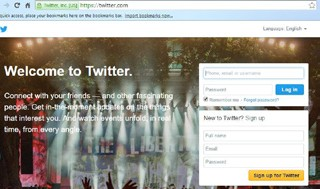 Twitter, Inc. [US] https://twitter.com
quick access, place your bookmarks here on the bookmarks bar. Import bookmarks now...
Language: English
Welcome to Twitter.
Connect with your friends — and other fascinating
people. Get in-the-moment updates on the things
that interest you. And watch events unfold, in real
time, from every angle.
Phone, email or username
Password
Log in
Remember me · Forgot password?
New to Twitter? Sign up
Full name
Email
Password
Sign up for Twitter